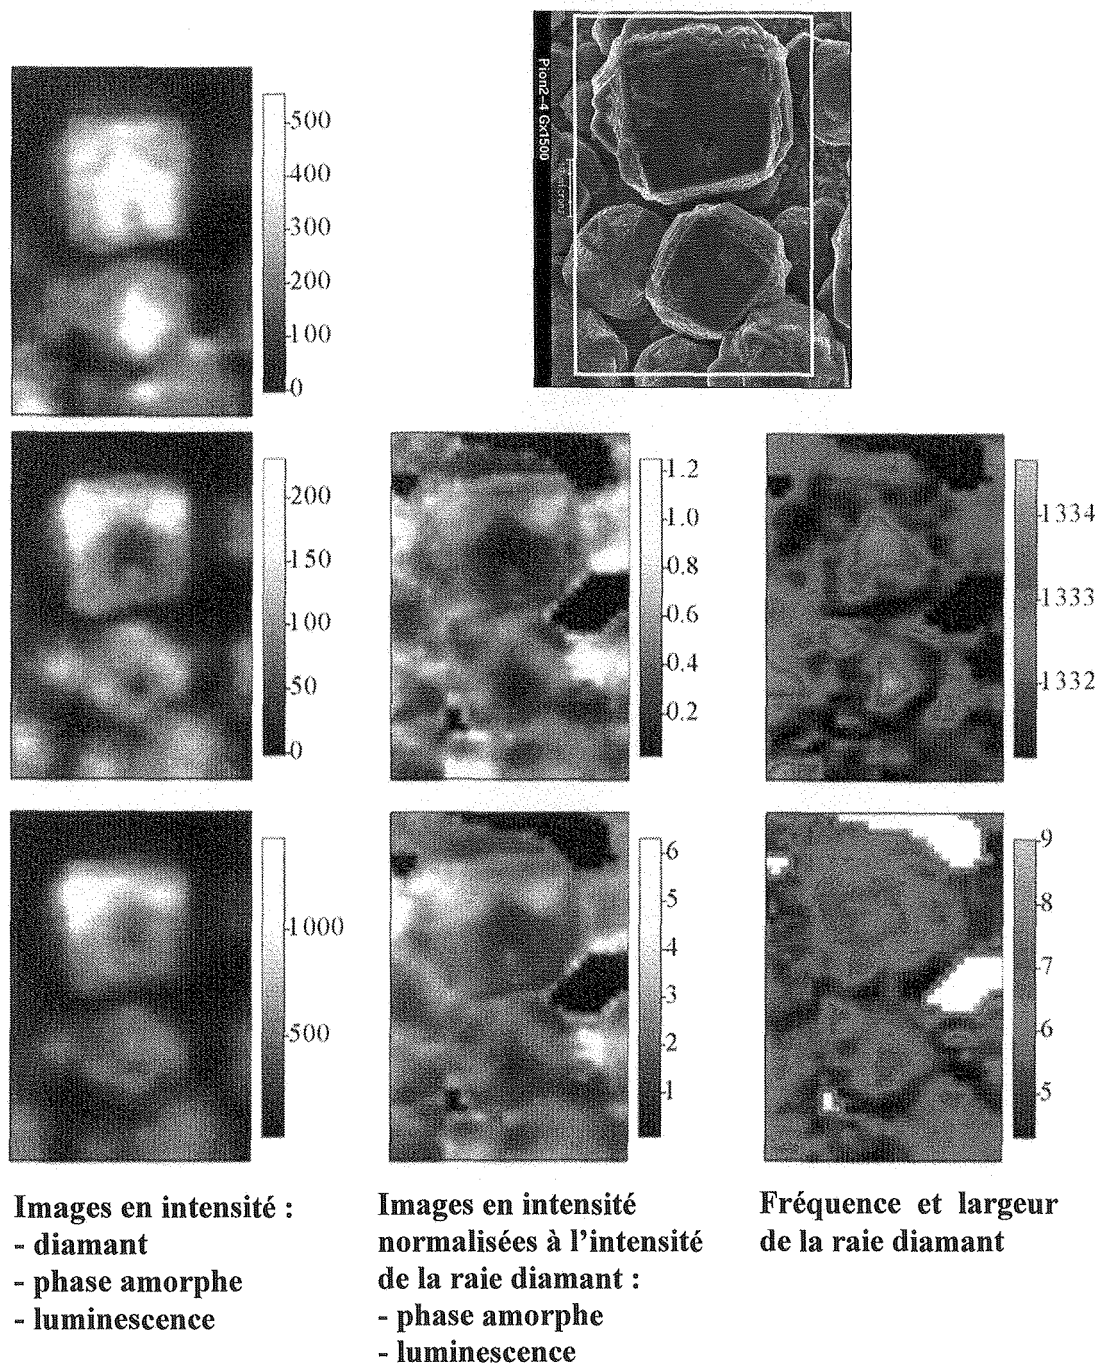 Pion2-4 Gx1500
500
400
300
200
100
0
200
150
100
50
0
1.2
1.0
0.8
0.6
0.4
0.2
1334
1333
1332
1000
500
6
5
4
3
2
1
9
8
7
6
5
Images en intensité :
- diamant
- phase amorphe
- luminescence
Images en intensité
normalisées à l'intensité
de la raie diamant :
- phase amorphe
- luminescence
Fréquence et largeur
de la raie diamant